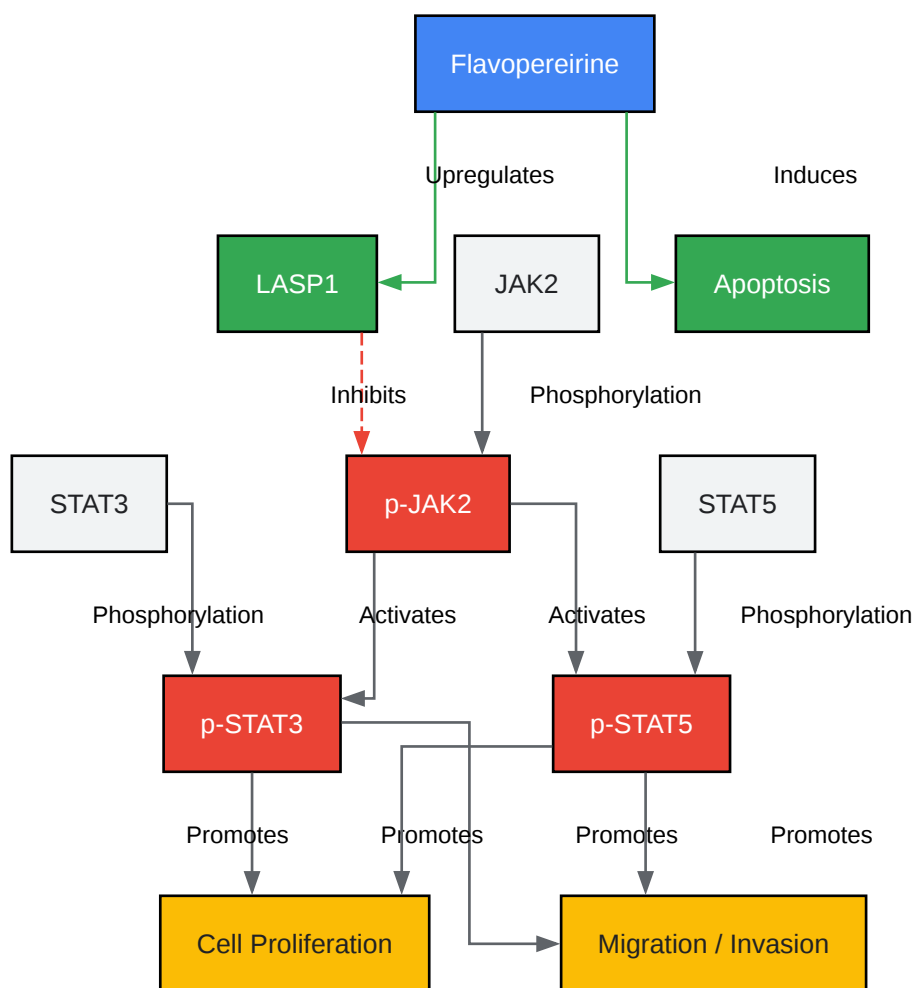 Flavopereirine
Upregulates
Induces
LASP1
JAK2
Apoptosis
Inhibits
Phosphorylation
STAT3
p-JAK2
STAT5
Phosphorylation
Activates
Activates
Phosphorylation
p-STAT3
p-STAT5
Promotes
Promotes
Promotes
Promotes
Cell Proliferation
Migration / Invasion